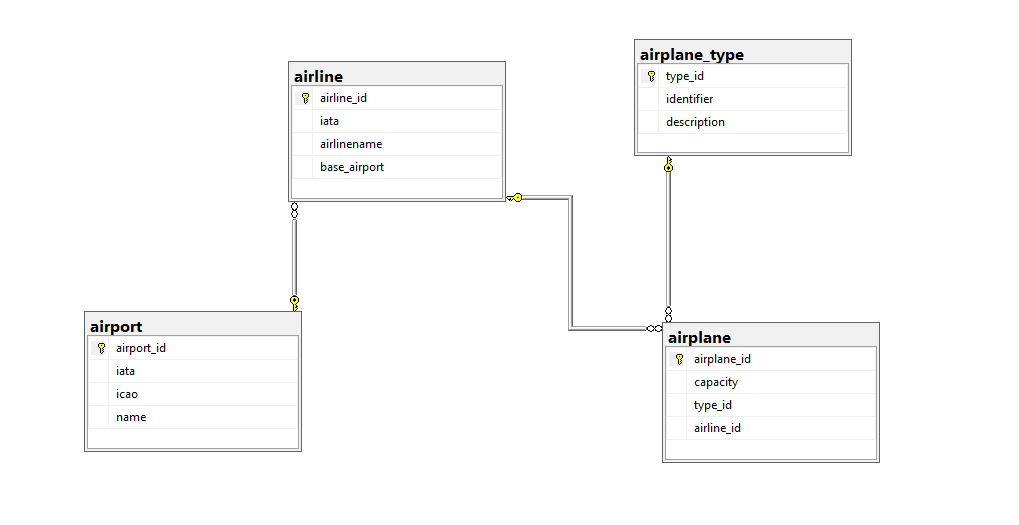 airline
airline_id
iata
airlinename
base_airport
airplane_type
type_id
identifier
description
airport
airport_id
iata
icao
name
airplane
airplane_id
capacity
type_id
airline_id